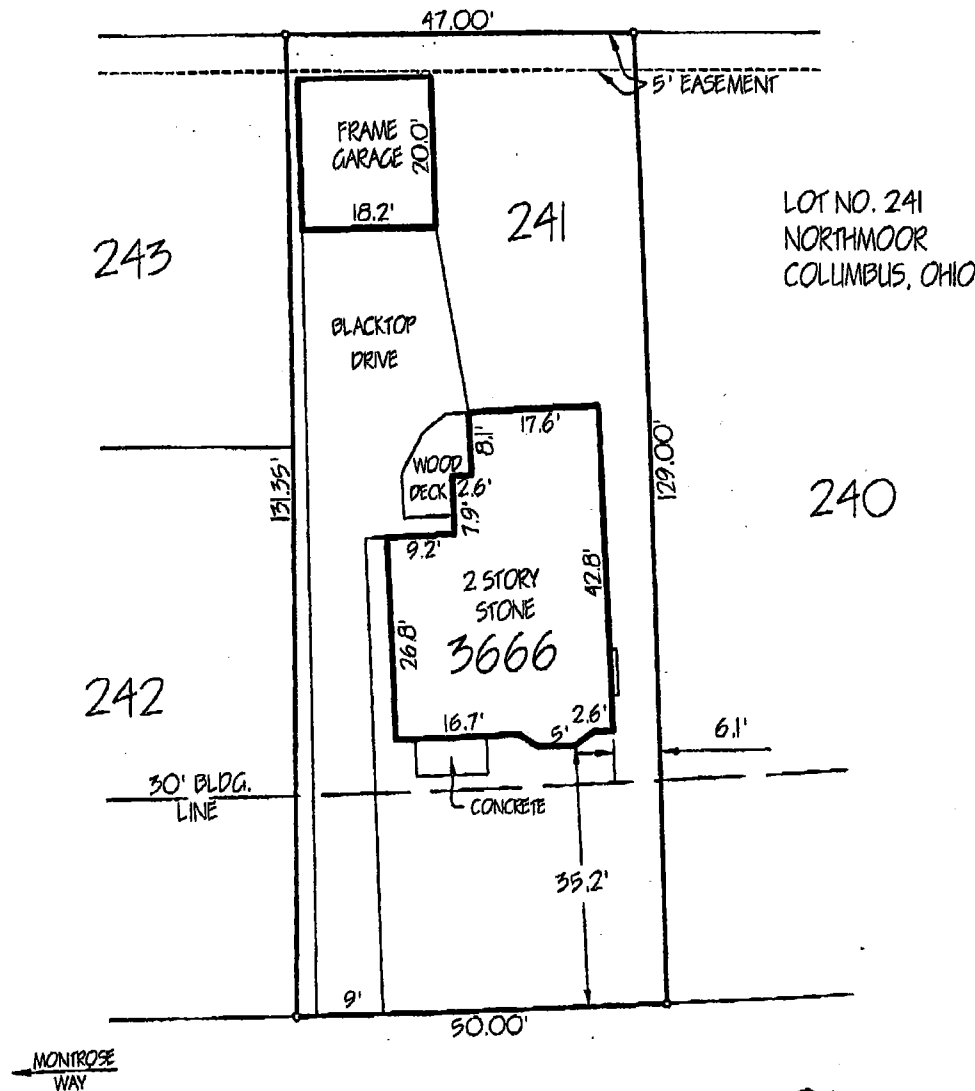 47.00'
5' EASEMENT
FRAME
GARAGE
20.0'
18.2'
241
243
LOT NO. 241
NORTHMOOR
COLUMBUS, OHIO
BLACKTOP
DRIVE
17.6'
8.1'
WOOD
DECK
2.6'
7.9'
9.2'
131.35'
129.00'
240
2 STORY
STONE
3666
42.8'
26.8'
242
16.7'
5'
2.6'
6.1'
30' BLDG.
LINE
CONCRETE
35.2'
9'
50.00'
MONTROSE
WAY